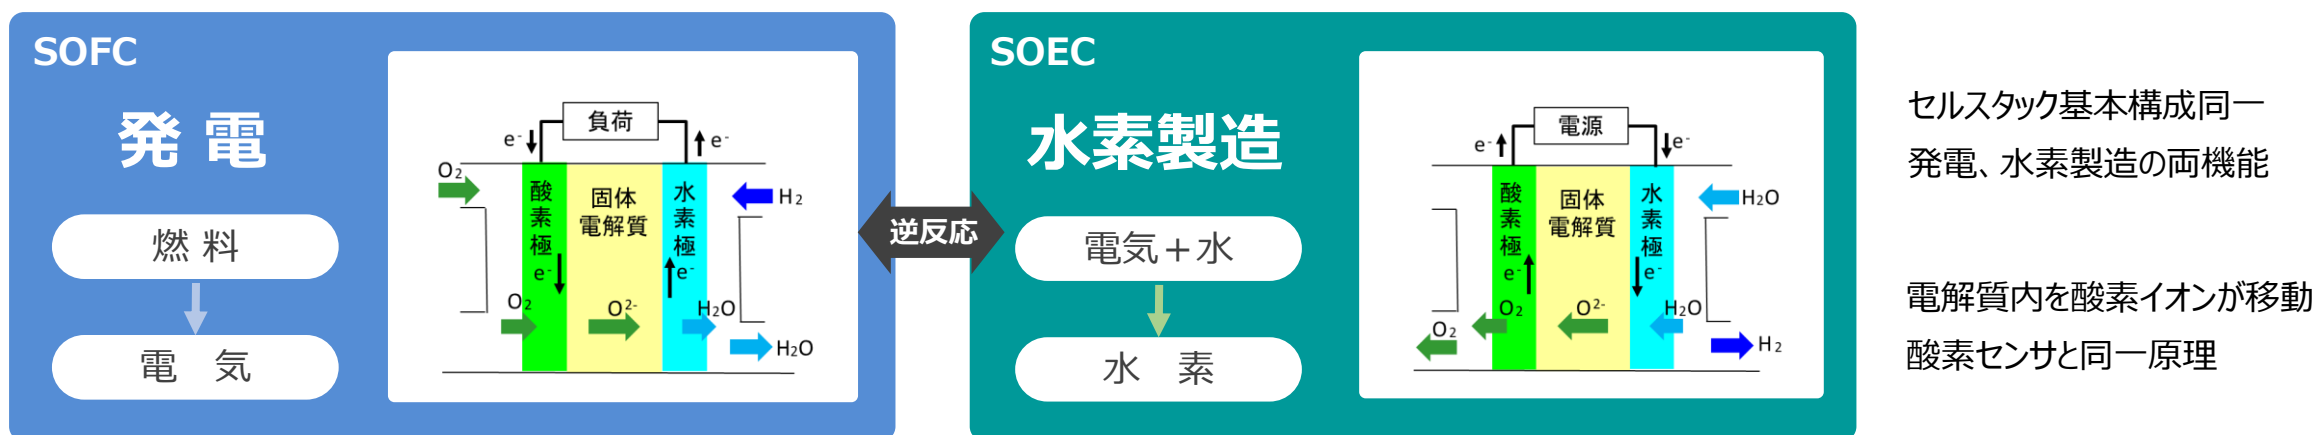 SOFC
発 電
燃 料
電 気
負荷
e-
e-
O2
酸素極
固体
電解質
水素極
H2
e-
e-
O2
O2-
H2O
H2O
逆反応
SOEC
水素製造
電気+水
水 素
電源
e-
e-
酸素極
固体
電解質
水素極
H2O
e-
e-
O2
O2
O2-
H2O
H2
セルスタック基本構成同一
発電、水素製造の両機能
電解質内を酸素イオンが移動
酸素センサと同一原理